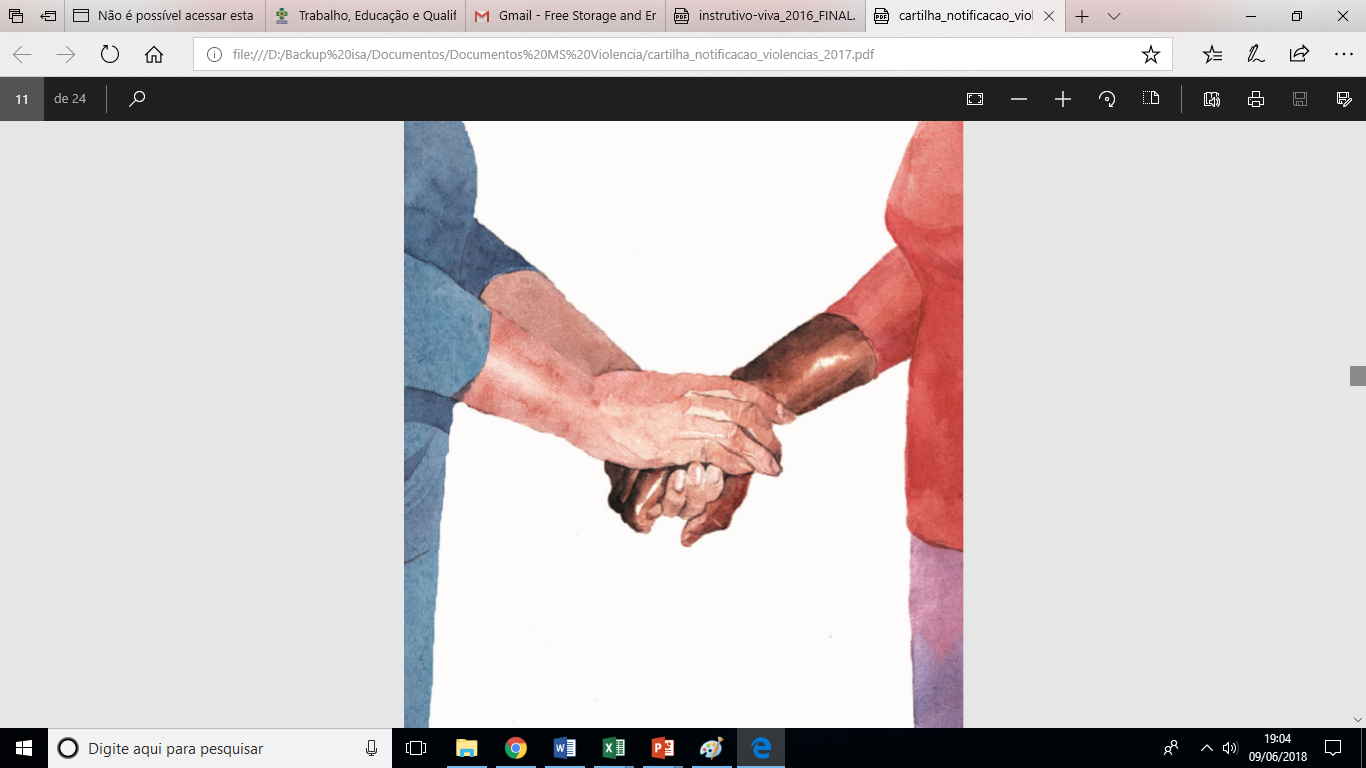 Não é possível acessar esta
Trabalho, Educação e Qualif
Gmail - Free Storage and Er
instrutivo-viva_2016_FINAL.
cartilha_notificacao_viol
file:///D:/Backup%20isa/Documentos/Documentos%20MS%20Violencia/cartilha_notificacao_violencias_2017.pdf
11 de 24
Digite aqui para pesquisar
19:04
09/06/2018